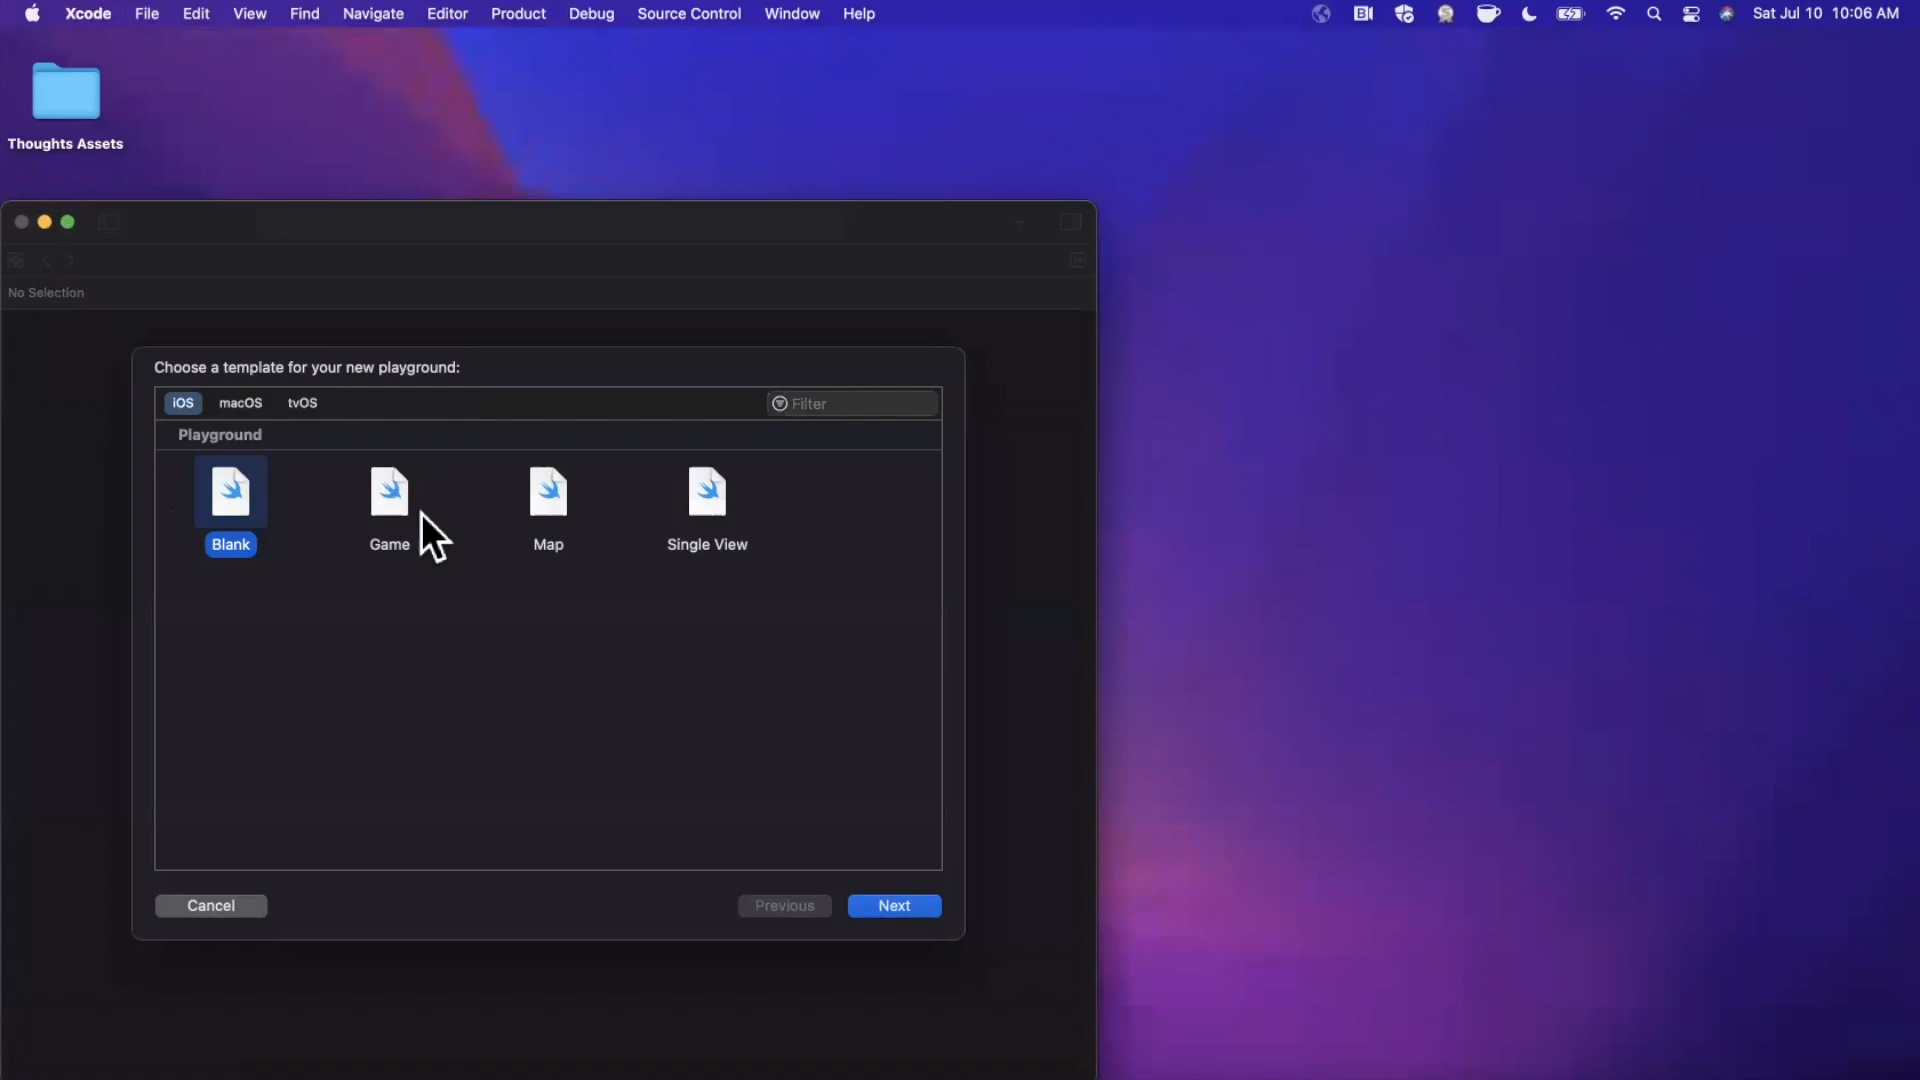 Xcode File Edit View Find Navigate Editor Product Debug Source Control Window Help Sat Jul 10 10:06 AM
Thoughts Assets
No Selection
Choose a template for your new playground:
iOS macOS tvOS Filter
Playground
Blank Game Map Single View
Cancel Previous Next